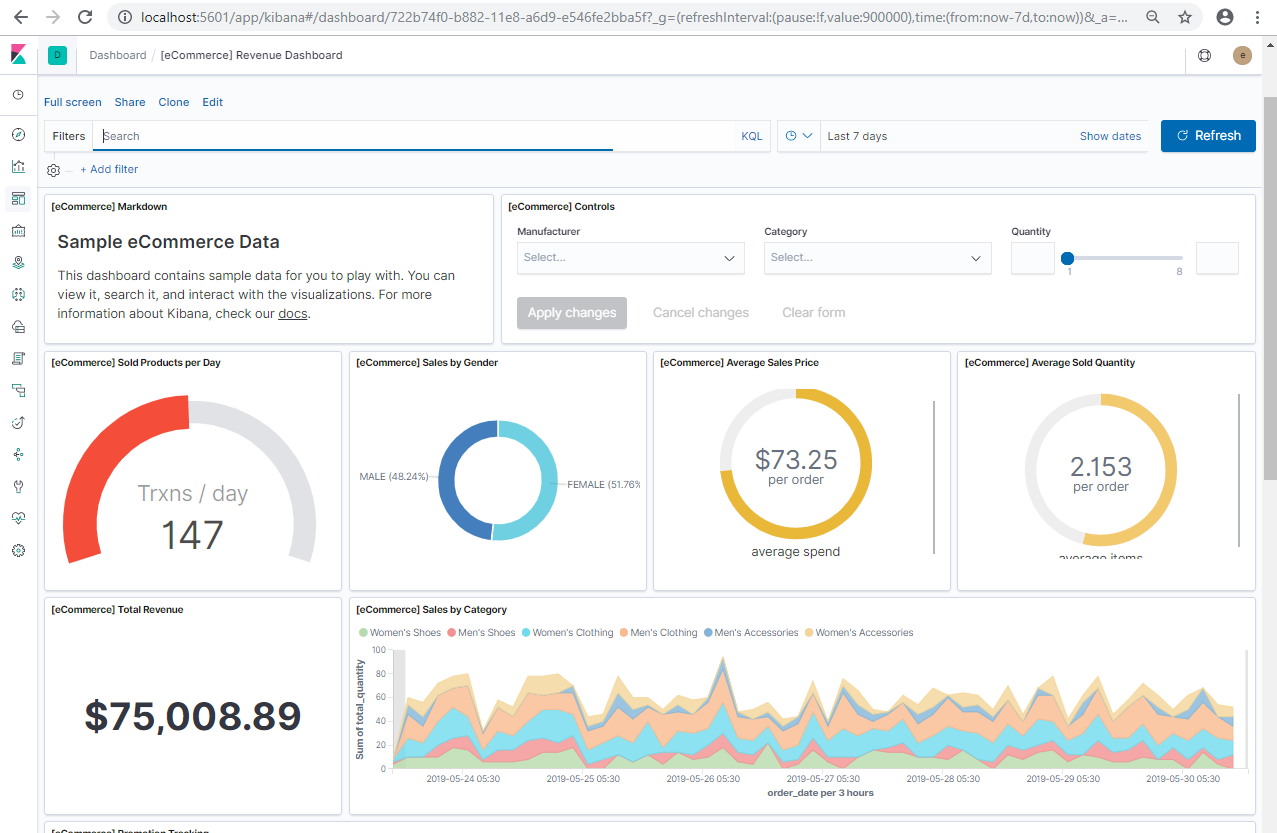 localhost:5601/app/kibana#/dashboard/722b74f0-b882-11e8-a6d9-e546fe2bba5f?_g=(refreshInterval:(pause:!f,value:900000),time:(from:now-7d,to:now))&_a=...
D Dashboard / [eCommerce] Revenue Dashboard e
Full screen Share Clone Edit
Filters Search KQL Last 7 days Show dates Refresh
+ Add filter
[eCommerce] Markdown
Sample eCommerce Data
This dashboard contains sample data for you to play with. You can
view it, search it, and interact with the visualizations. For more
information about Kibana, check our docs.
[eCommerce] Controls
Manufacturer Category Quantity
Select... Select...
1 8
Apply changes Cancel changes Clear form
[eCommerce] Sold Products per Day
Trxns / day
147
[eCommerce] Sales by Gender
MALE (48.24%)
FEMALE (51.76%
[eCommerce] Average Sales Price
$73.25
per order
average spend
[eCommerce] Average Sold Quantity
2.153
per order
average items
[eCommerce] Total Revenue
$75,008.89
[eCommerce] Sales by Category
Women's Shoes Men's Shoes Women's Clothing Men's Clothing Men's Accessories Women's Accessories
Sum of total_quantity
100
80
60
40
20
0
2019-05-24 05:30 2019-05-25 05:30 2019-05-26 05:30 2019-05-27 05:30 2019-05-28 05:30 2019-05-29 05:30 2019-05-30 05:30
order_date per 3 hours
[eCommerce] Promotion Tracking